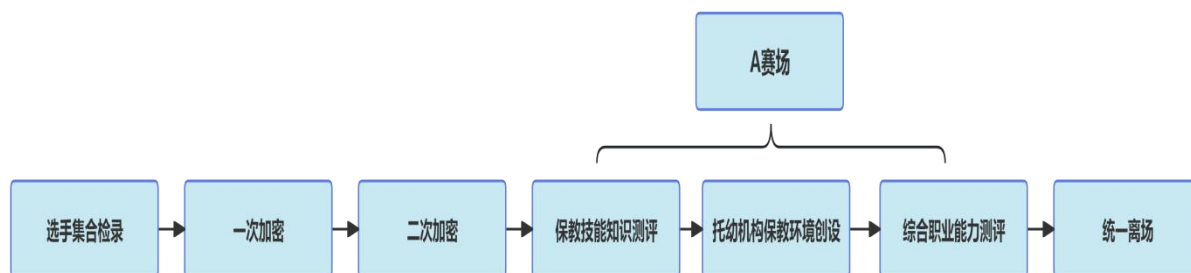 A赛场
选手集合检录
一次加密
二次加密
保教技能知识测评
托幼机构保教环境创设
综合职业能力测评
统一离场